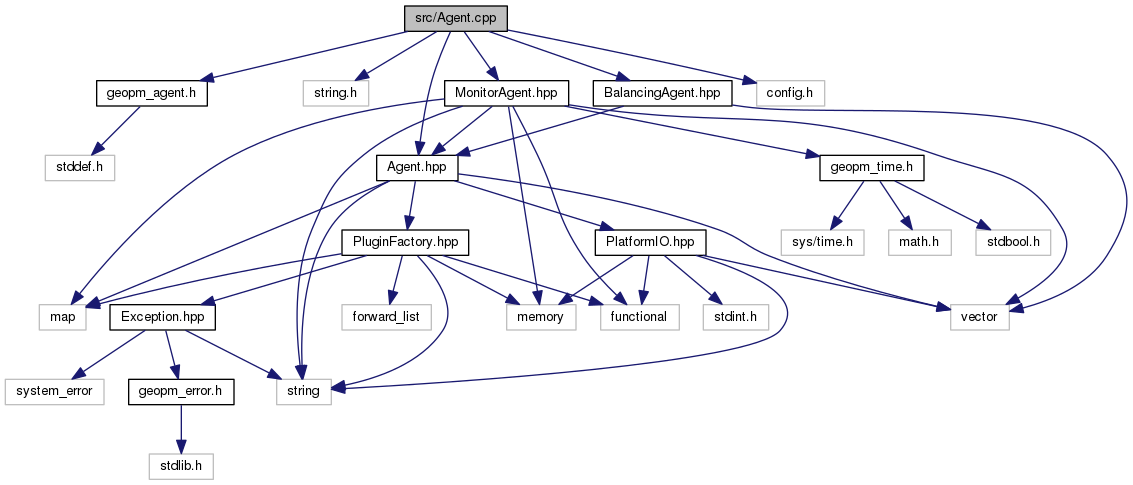 src/Agent.cpp
geopm_agent.h
string.h
MonitorAgent.hpp
BalancingAgent.hpp
config.h
stddef.h
Agent.hpp
geopm_time.h
PluginFactory.hpp
PlatformIO.hpp
sys/time.h
math.h
stdbool.h
map
Exception.hpp
forward_list
memory
functional
stdint.h
vector
system_error
geopm_error.h
string
stdlib.h